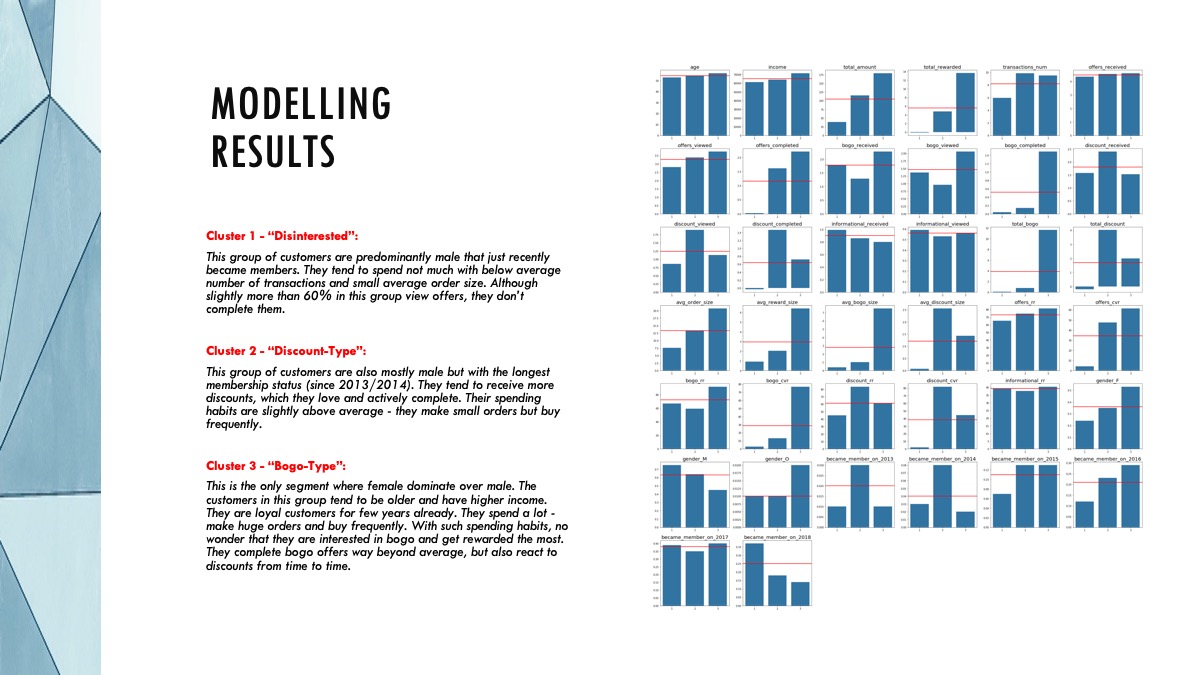 MODELLING
RESULTS
Cluster 1 - “Disinterested”:
This group of customers are predominantly male that just recently
became members. They tend to spend not much with below average
number of transactions and small average order size. Although
slightly more than 60% in this group view offers, they don’t
complete them.
Cluster 2 - “Discount-Type”:
This group of customers are also mostly male but with the longest
membership status (since 2013/2014). They tend to receive more
discounts, which they love and actively complete. Their spending
habits are slightly above average - they make small orders but buy
frequently.
Cluster 3 - “Bogo-Type”:
This is the only segment where female dominate over male. The
customers in this group tend to be older and have higher income.
They are loyal customers for few years already. They spend a lot -
make huge orders and buy frequently. With such spending habits, no
wonder that they are interested in bogo and get rewarded the most.
They complete bogo offers way beyond average, but also react to
discounts from time to time.
age income total_amount total_rewarded transactions_num offers_received
offers_viewed offers_completed bogo_received bogo_viewed bogo_completed discount_received
discount_viewed discount_completed informational_received informational_viewed total_bogo total_discount
avg_order_size avg_reward_size avg_bogo_size avg_discount_size offers_rr offers_cvr
bogo_rr bogo_cvr discount_rr discount_cvr informational_rr gender_F
gender_M gender_O became_member_on_2013 became_member_on_2014 became_member_on_2015 became_member_on_2016
became_member_on_2017 became_member_on_2018